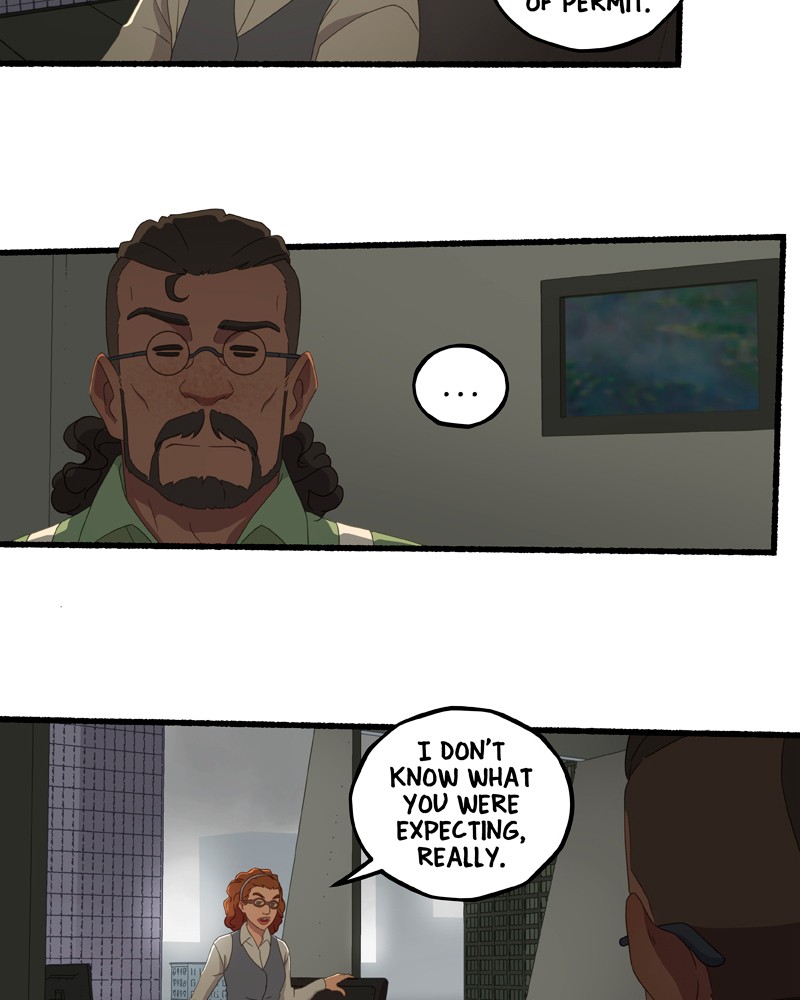 OF PERMIT.
...
I DON'T
KNOW WHAT
YOU WERE
EXPECTING,
REALLY.